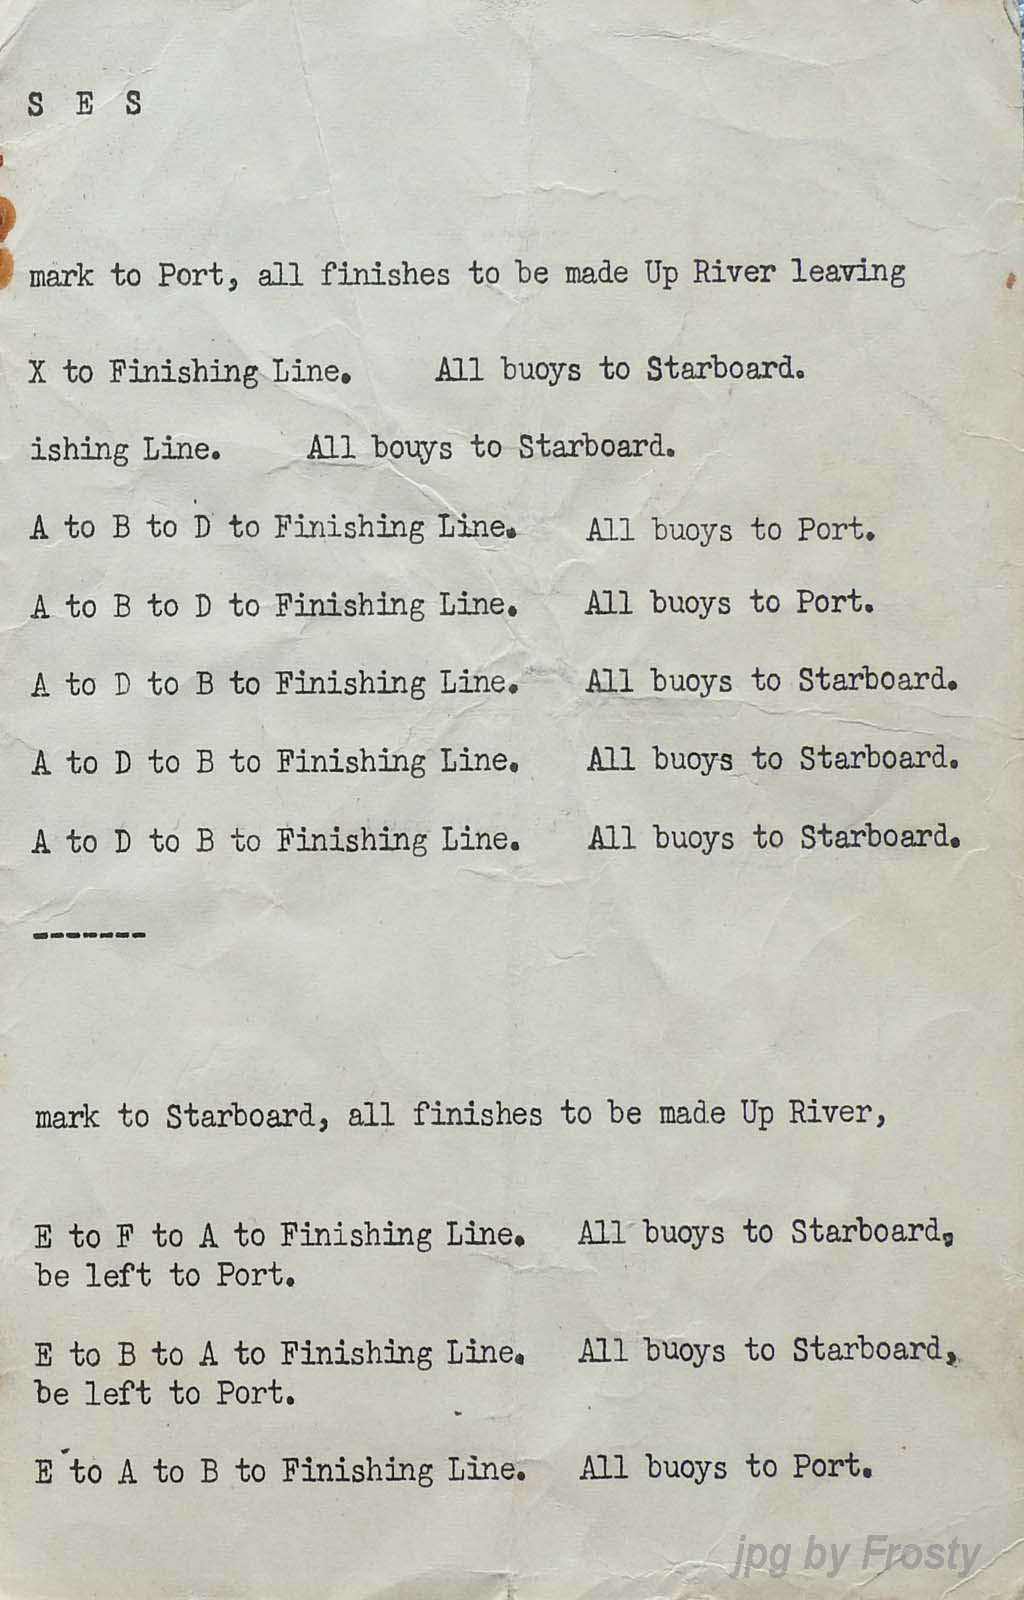 S E S
mark to Port, all finishes to be made Up River leaving
X to Finishing Line. All buoys to Starboard.
ishing Line. All bouys to Starboard.
A to B to D to Finishing Line. All buoys to Port.
A to B to D to Finishing Line. All buoys to Port.
A to D to B to Finishing Line. All buoys to Starboard.
A to D to B to Finishing Line. All buoys to Starboard.
A to D to B to Finishing Line. All buoys to Starboard.
-------
mark to Starboard, all finishes to be made Up River,
E to F to A to Finishing Line. All buoys to Starboard,
be left to Port.
E to B to A to Finishing Line. All buoys to Starboard,
be left to Port.
E to A to B to Finishing Line. All buoys to Port.
jpg by Frosty